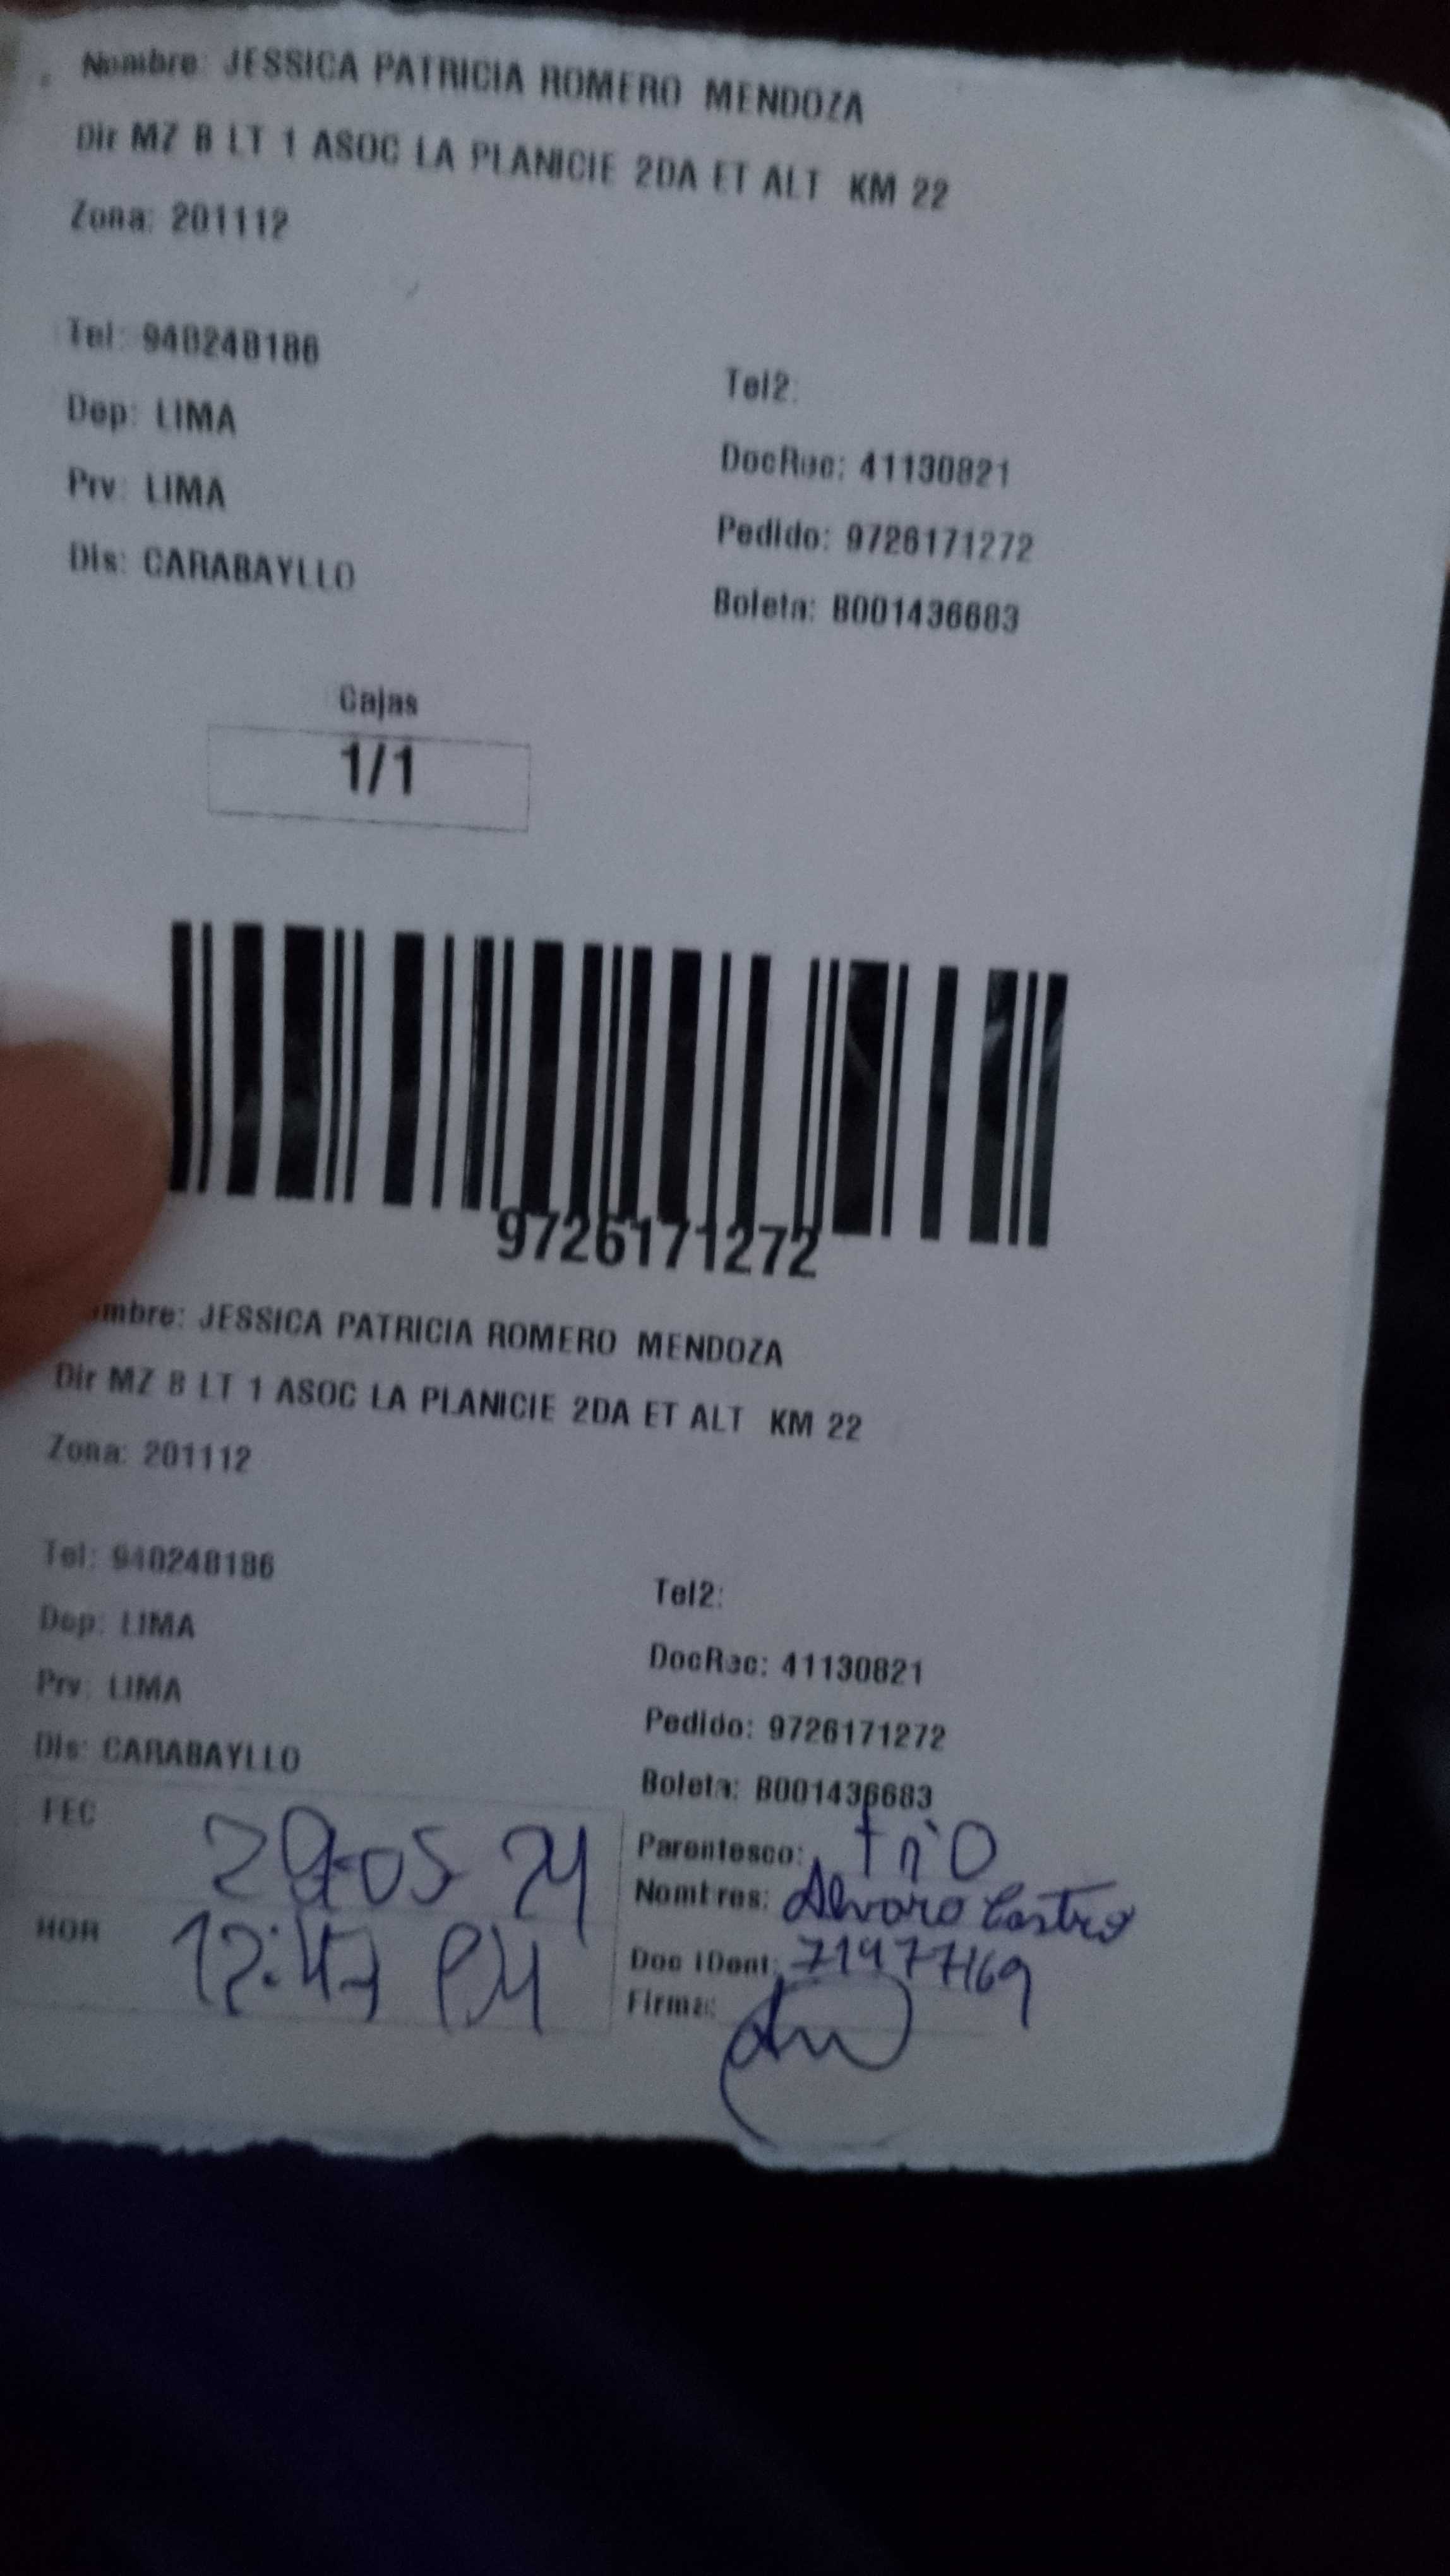 Nombre: JESSICA PATRICIA ROMERO MENDOZA
Dir MZ B LT 1 ASOC LA PLANICIE 2DA ET ALT KM 22
Zona: 201112
Tel: 940248186
Tel2:
Dep: LIMA
DocRec: 41130821
Prv: LIMA
Pedido: 9726171272
Dis: CARABAYLLO
Boleta: B001436683
Cajas
1/1
9726171272
mbre: JESSICA PATRICIA ROMERO MENDOZA
Dir MZ B LT 1 ASOC LA PLANICIE 2DA ET ALT KM 22
Zona: 201112
Tel: 940248186
Tel2:
Dep: LIMA
DocRec: 41130821
Prv: LIMA
Pedido: 9726171272
Dis: CARABAYLLO
Boleta: B001436683
FEC
Parentesco:
Nombres: Alvaro Castro
HOR 12:47 PM
Doc IDent:
Firma: